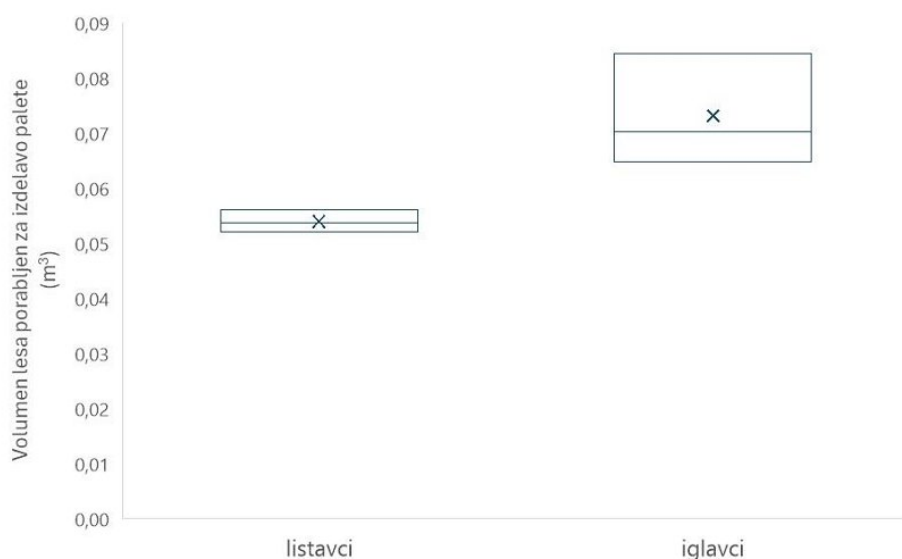 Volumen lesa porabljen za izdelavo palete
(m³)
0,09
0,08
0,07
0,06
0,05
0,04
0,03
0,02
0,01
0,00
listavci
iglavci